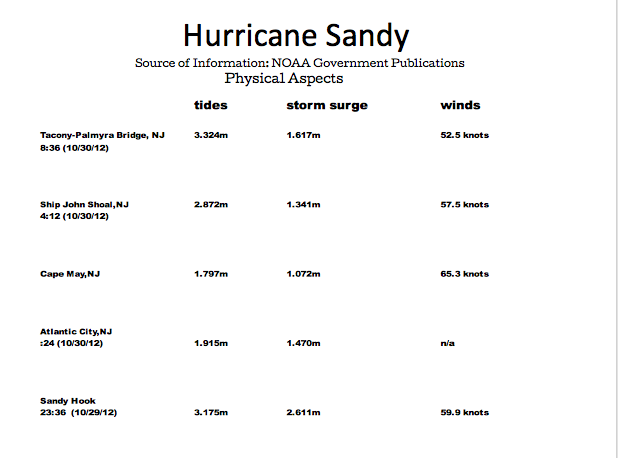 Hurricane Sandy
Source of Information: NOAA Government Publications
Physical Aspects
tides storm surge winds
Tacony-Palmyra Bridge, NJ 3.324m 1.617m 52.5 knots
8:36 (10/30/12)
Ship John Shoal,NJ 2.872m 1.341m 57.5 knots
4:12 (10/30/12)
Cape May,NJ 1.797m 1.072m 65.3 knots
Atlantic City,NJ
:24 (10/30/12) 1.915m 1.470m n/a
Sandy Hook
23:36 (10/29/12) 3.175m 2.611m 59.9 knots